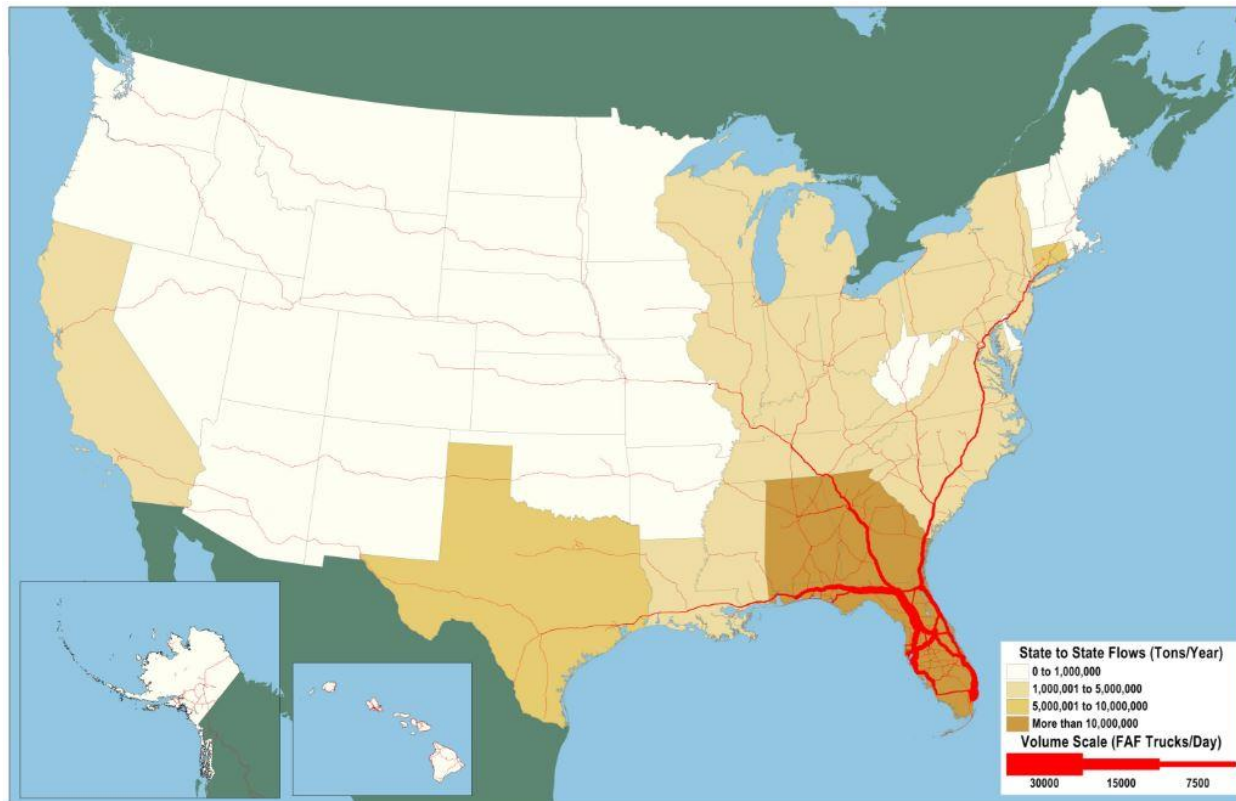 State to State Flows (Tons/Year)
0 to 1,000,000
1,000,001 to 5,000,000
5,000,001 to 10,000,000
More than 10,000,000
Volume Scale (FAF Trucks/Day)
30000 15000 7500